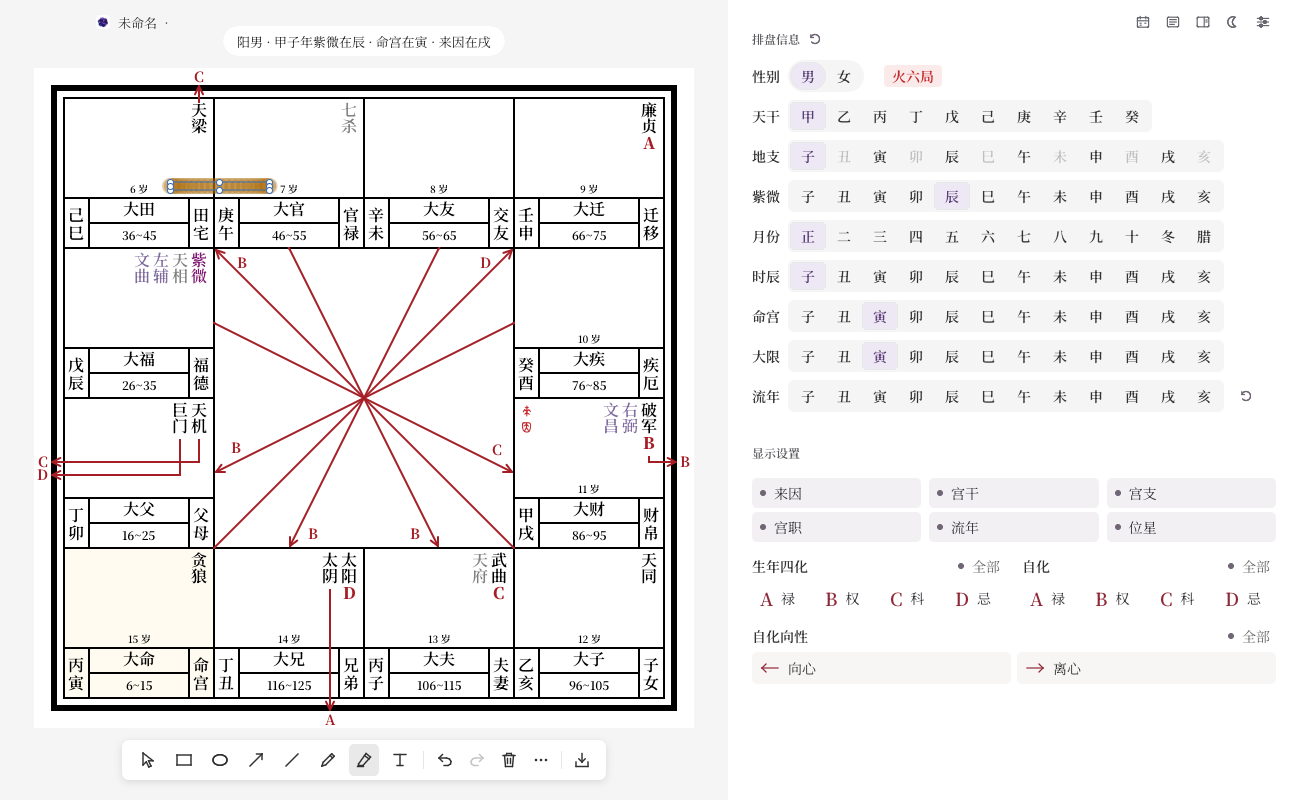 未命名 ·
阳男 · 甲子年紫微在辰 · 命宫在寅 · 来因在戌
C
天梁
七杀
廉贞
A
6 岁
7 岁
8 岁
9 岁
己巳
大田
36~45
田宅
庚午
大官
46~55
官禄
辛未
大友
56~65
交友
壬申
大迁
66~75
迁移
文曲
左辅
天相
紫微
B
D
10 岁
戊辰
大福
26~35
福德
癸酉
大疾
76~85
疾厄
巨门
天机
文昌
右弼
破军
B
B
C
C
D
B
11 岁
丁卯
大父
16~25
父母
甲戌
大财
86~95
财帛
B
B
贪狼
太阴
太阳
D
天府
武曲
C
天同
15 岁
14 岁
13 岁
12 岁
丙寅
大命
6~15
命宫
丁丑
大兄
116~125
兄弟
丙子
大夫
106~115
夫妻
乙亥
大子
96~105
子女
A
排盘信息
性别 男 女 火六局
天干 甲 乙 丙 丁 戊 己 庚 辛 壬 癸
地支 子 丑 寅 卯 辰 巳 午 未 申 酉 戌 亥
紫微 子 丑 寅 卯 辰 巳 午 未 申 酉 戌 亥
月份 正 二 三 四 五 六 七 八 九 十 冬 腊
时辰 子 丑 寅 卯 辰 巳 午 未 申 酉 戌 亥
命宫 子 丑 寅 卯 辰 巳 午 未 申 酉 戌 亥
大限 子 丑 寅 卯 辰 巳 午 未 申 酉 戌 亥
流年 子 丑 寅 卯 辰 巳 午 未 申 酉 戌 亥
显示设置
来因 宫干 宫支
宫职 流年 位星
生年四化 全部 自化 全部
A 禄 B 权 C 科 D 忌 A 禄 B 权 C 科 D 忌
自化向性 全部
向心 离心